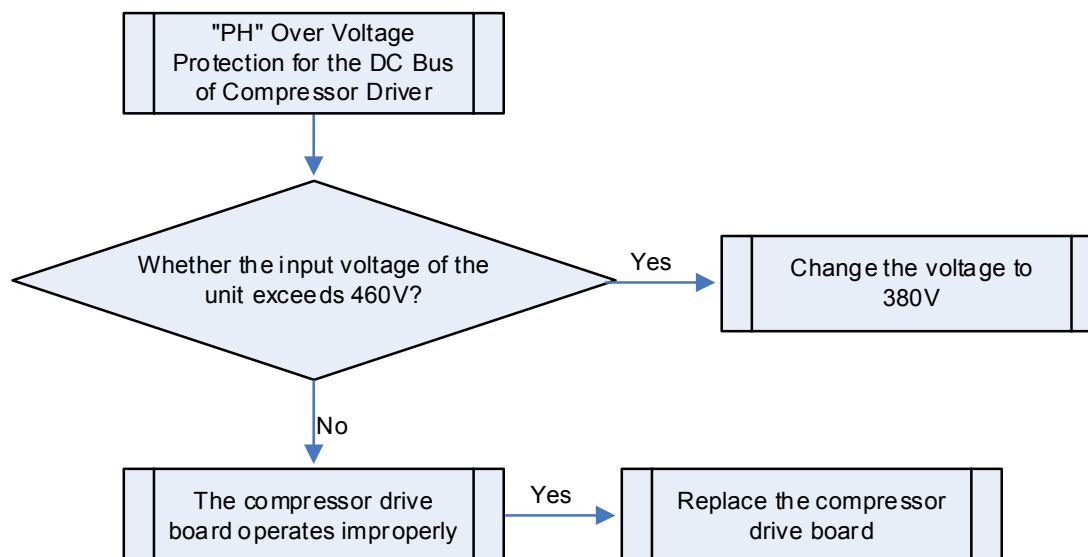 "PH" Over Voltage
Protection for the DC Bus
of Compressor Driver
Whether the input voltage of the
unit exceeds 460V?
Yes
Change the voltage to
380V
No
The compressor drive
board operates improperly
Yes
Replace the compressor
drive board